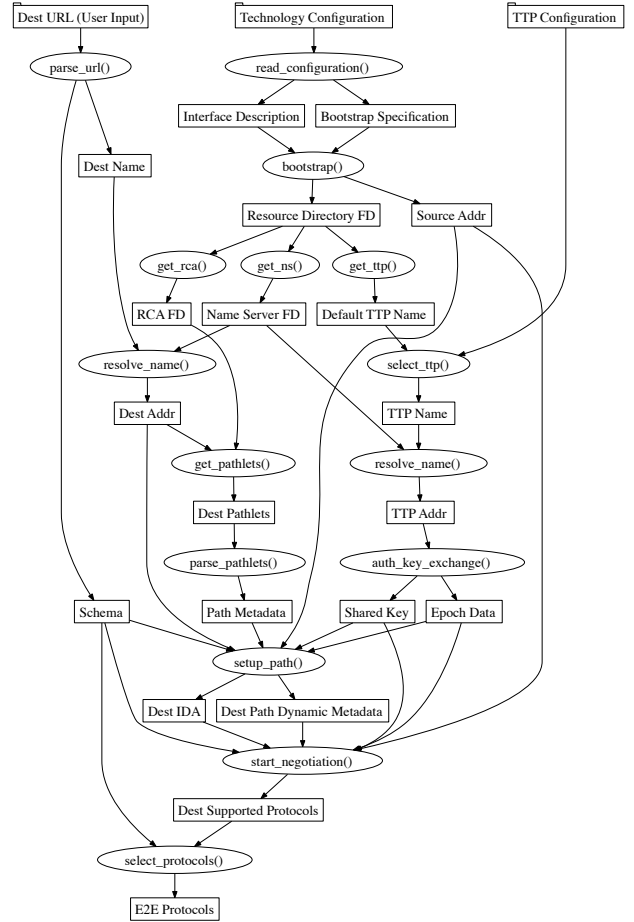 Dest URL (User Input)
Technology Configuration
TTP Configuration
parse_url()
read_configuration()
Interface Description
Bootstrap Specification
Dest Name
bootstrap()
Resource Directory FD
Source Addr
get_rca()
get_ns()
get_ttp()
RCA FD
Name Server FD
Default TTP Name
resolve_name()
select_ttp()
Dest Addr
TTP Name
get_pathlets()
resolve_name()
Dest Pathlets
TTP Addr
parse_pathlets()
auth_key_exchange()
Schema
Path Metadata
Shared Key
Epoch Data
setup_path()
Dest IDA
Dest Path Dynamic Metadata
start_negotiation()
Dest Supported Protocols
select_protocols()
E2E Protocols